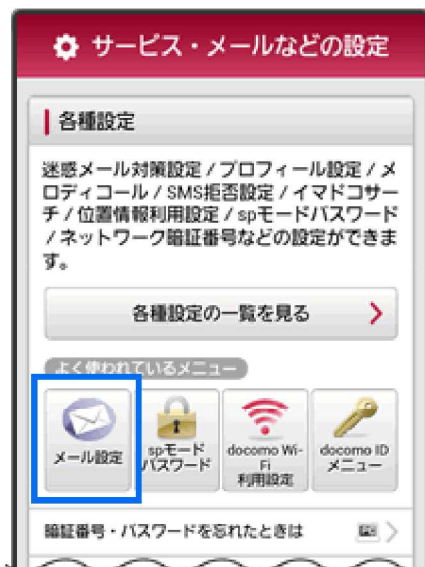 サービス・メールなどの設定
各種設定
迷惑メール対策設定 / プロフィール設定 / メ
ロディコール / SMS拒否設定 / イマドコサー
チ / 位置情報利用設定 / spモードパスワード
/ ネットワーク暗証番号などの設定ができま
す。
各種設定の一覧を見る
よく使われているメニュー
メール設定
spモード
パスワード
docomo Wi-
Fi
利用設定
docomo ID
メニュー
暗証番号・パスワードを忘れたときは